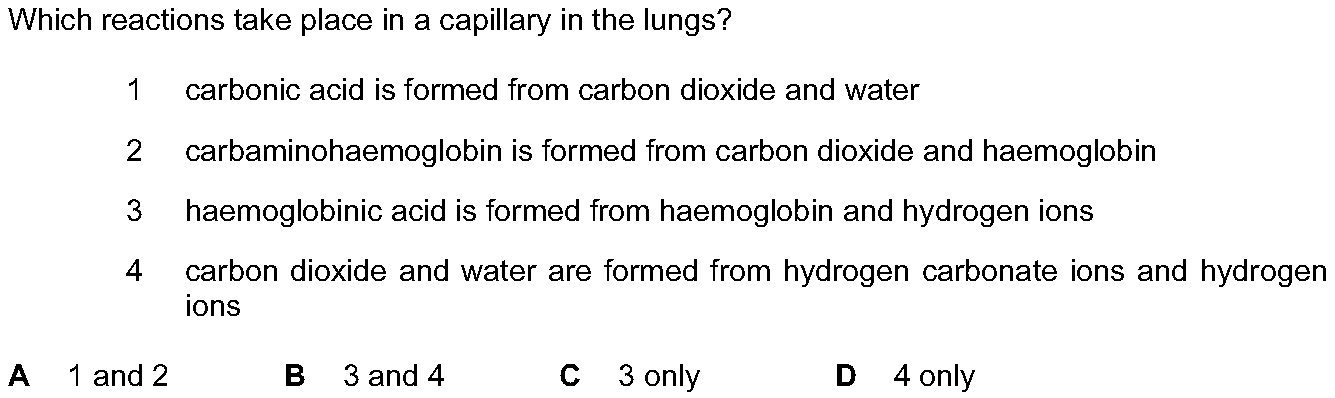 Which reactions take place in a capillary in the lungs?
1 carbonic acid is formed from carbon dioxide and water
2 carbaminohaemoglobin is formed from carbon dioxide and haemoglobin
3 haemoglobinic acid is formed from haemoglobin and hydrogen ions
4 carbon dioxide and water are formed from hydrogen carbonate ions and hydrogen
ions
A 1 and 2 B 3 and 4 C 3 only D 4 only